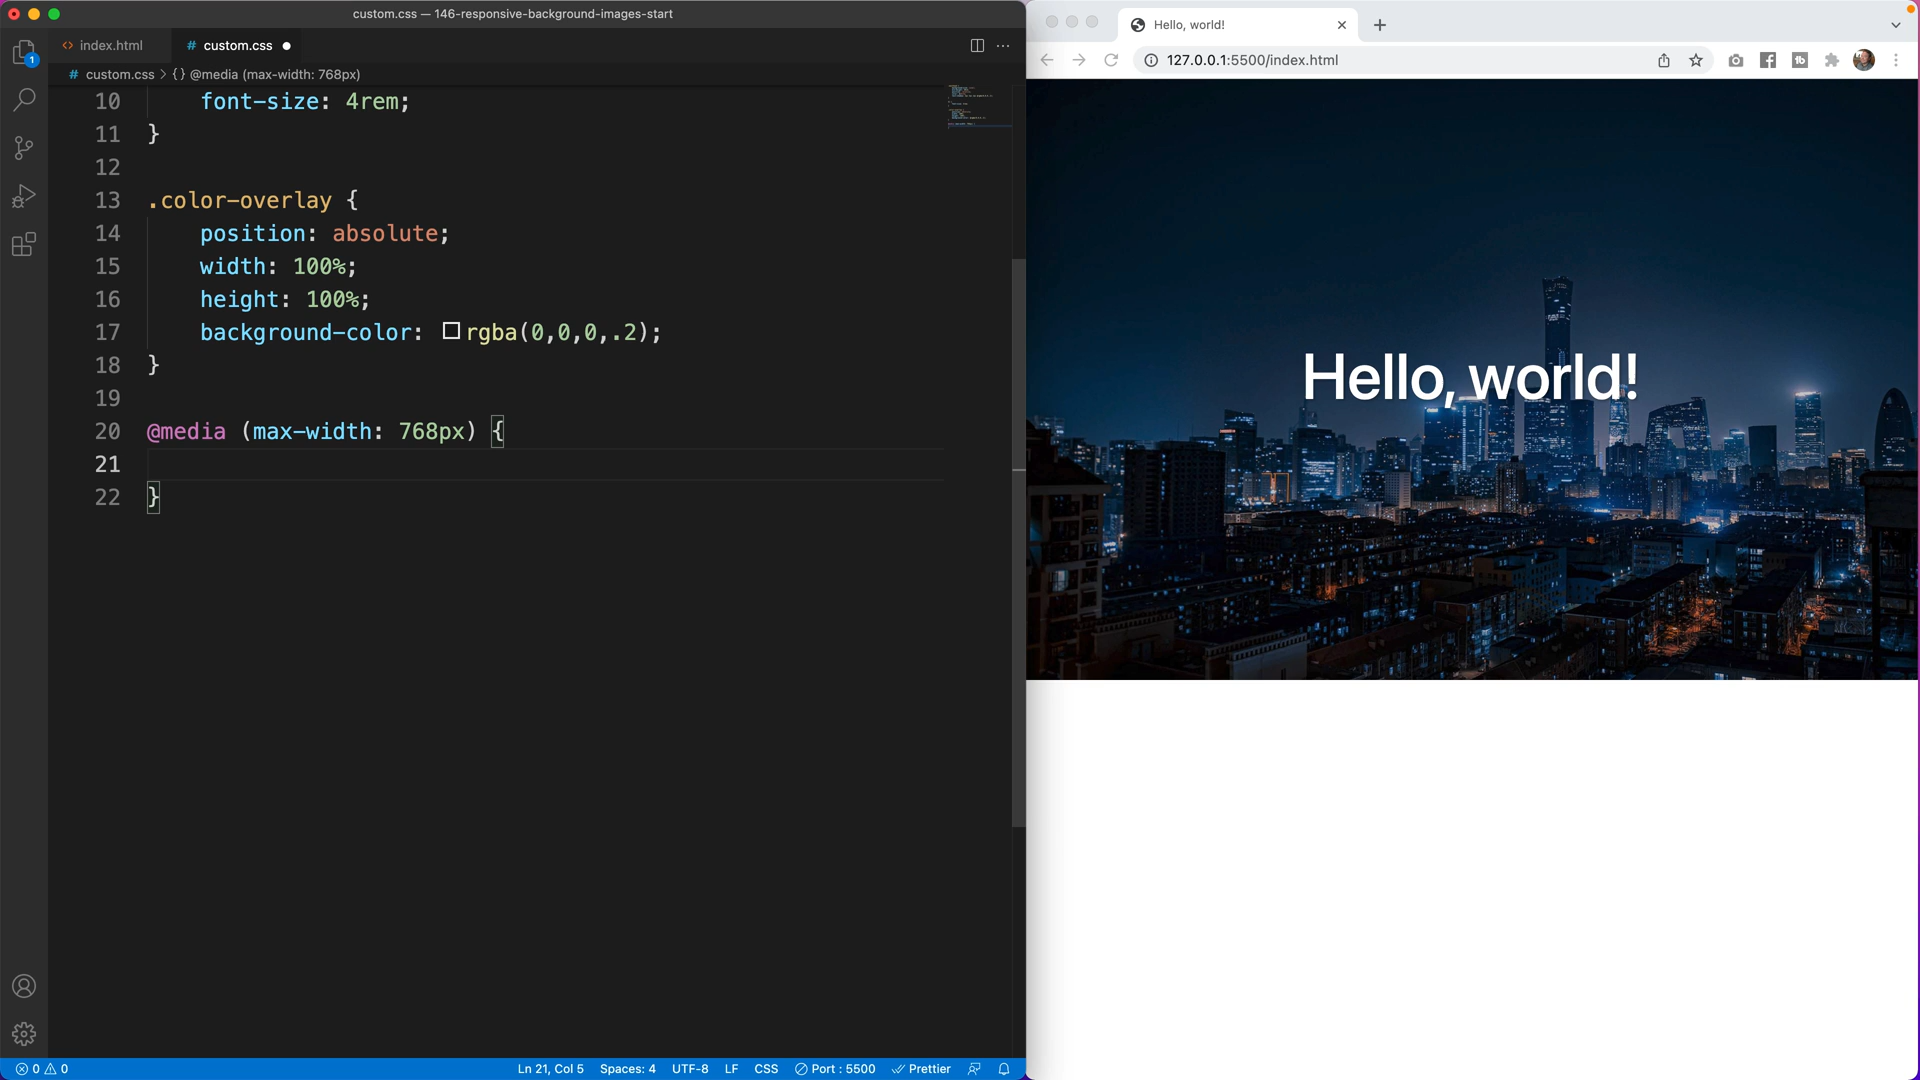 custom.css — 146-responsive-background-images-start
index.html
custom.css
custom.css > {} @media (max-width: 768px)
10 font-size: 4rem;
11 }
12
13 .color-overlay {
14 position: absolute;
15 width: 100%;
16 height: 100%;
17 background-color: rgba(0,0,0,.2);
18 }
19
20 @media (max-width: 768px) {
21
22 }
1
0 0 Ln 21, Col 5 Spaces: 4 UTF-8 LF CSS Port : 5500 Prettier
Hello, world!
127.0.0.1:5500/index.html
Hello, world!